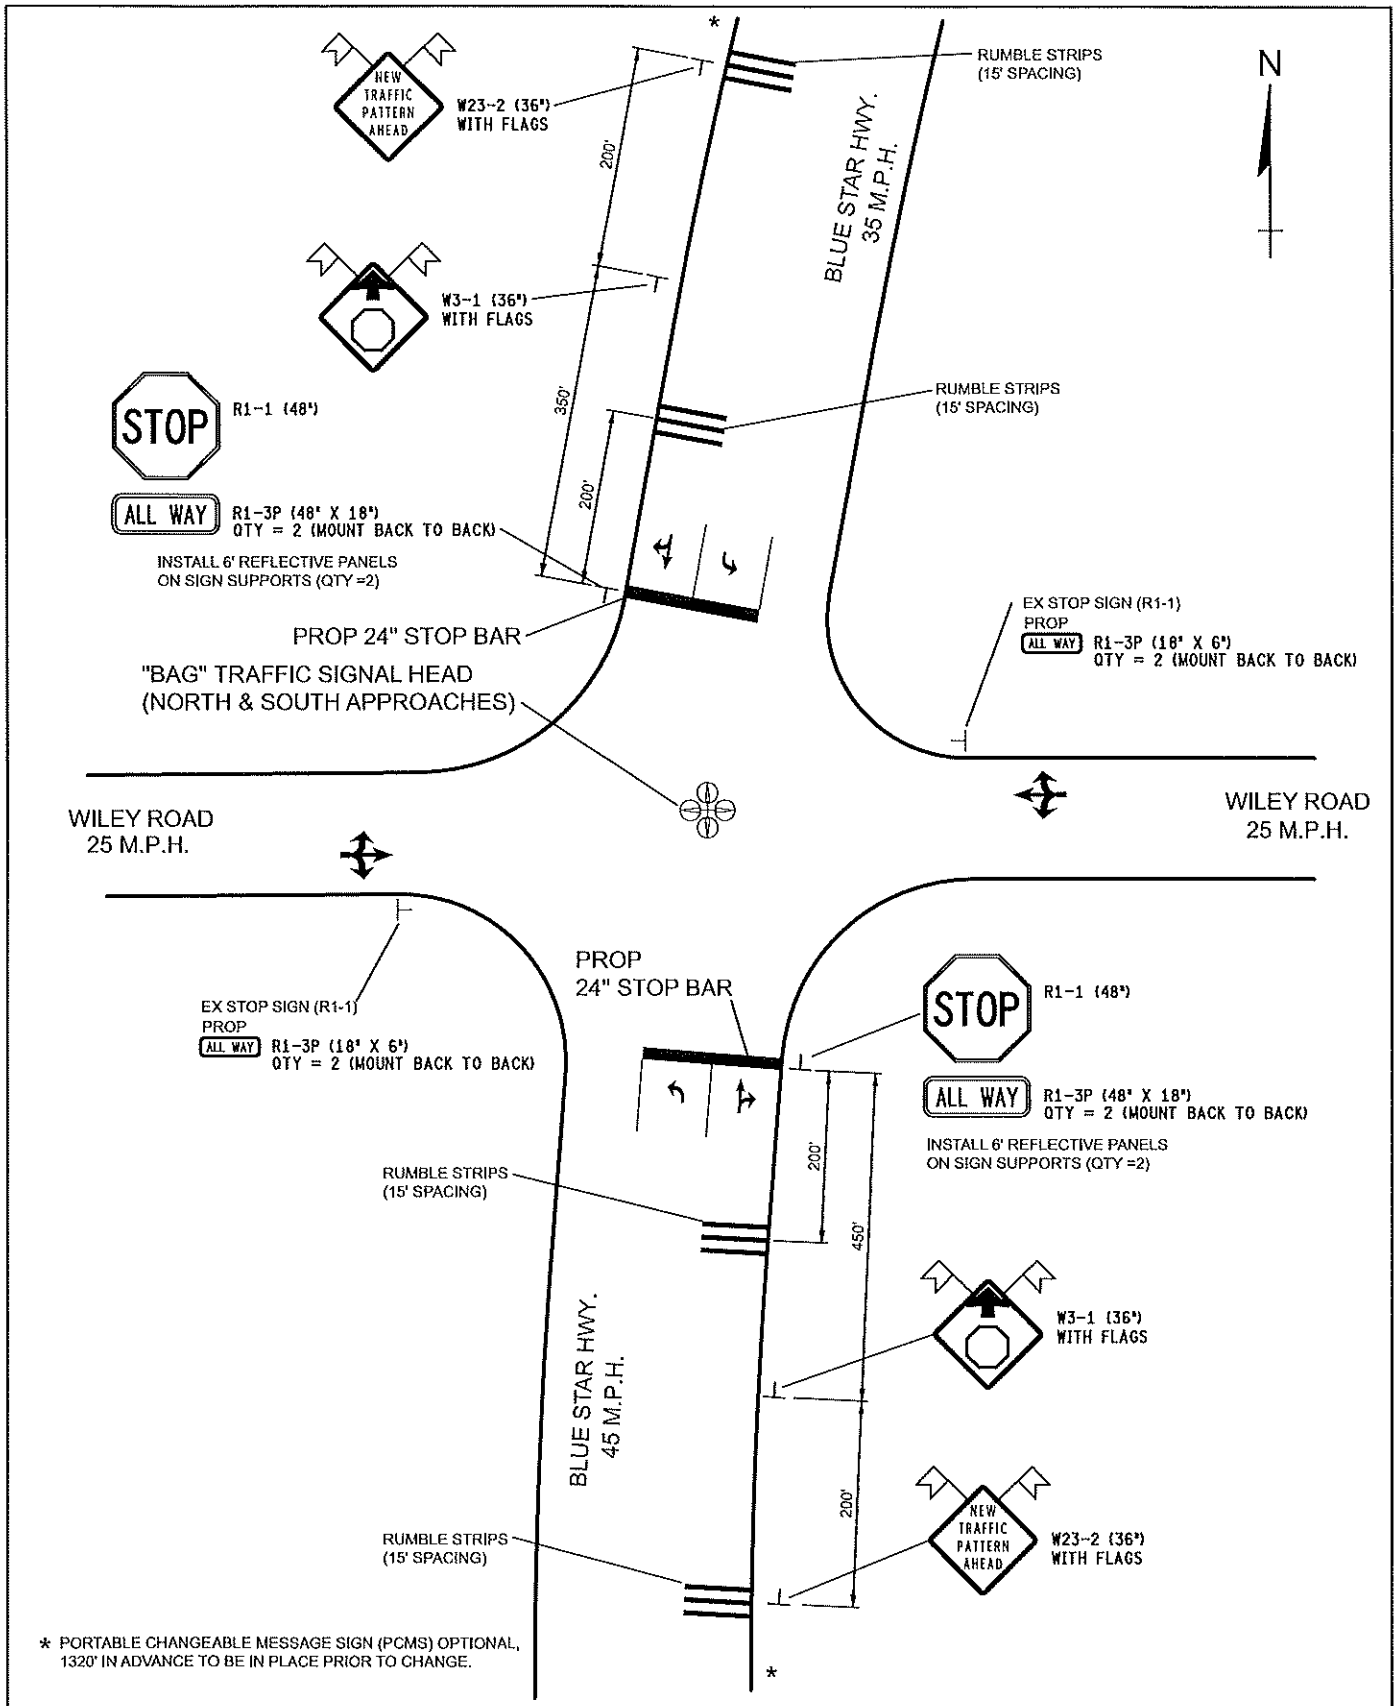 *
RUMBLE STRIPS
(15' SPACING)
N
NEW
TRAFFIC
PATTERN
AHEAD
W23-2 (36")
WITH FLAGS
200'
BLUE STAR HWY.
35 M.P.H.
W3-1 (36")
WITH FLAGS
350'
RUMBLE STRIPS
(15' SPACING)
STOP
R1-1 (48")
200'
ALL WAY
R1-3P (48" X 18")
QTY = 2 (MOUNT BACK TO BACK)
INSTALL 6' REFLECTIVE PANELS
ON SIGN SUPPORTS (QTY =2)
EX STOP SIGN (R1-1)
PROP
ALL WAY R1-3P (18" X 6")
QTY = 2 (MOUNT BACK TO BACK)
PROP 24" STOP BAR
"BAG" TRAFFIC SIGNAL HEAD
(NORTH & SOUTH APPROACHES)
WILEY ROAD
25 M.P.H.
WILEY ROAD
25 M.P.H.
PROP
24" STOP BAR
STOP
R1-1 (48")
EX STOP SIGN (R1-1)
PROP
ALL WAY R1-3P (18" X 6")
QTY = 2 (MOUNT BACK TO BACK)
ALL WAY
R1-3P (48" X 18")
QTY = 2 (MOUNT BACK TO BACK)
INSTALL 6' REFLECTIVE PANELS
ON SIGN SUPPORTS (QTY =2)
200'
RUMBLE STRIPS
(15' SPACING)
450'
BLUE STAR HWY.
45 M.P.H.
W3-1 (36")
WITH FLAGS
200'
NEW
TRAFFIC
PATTERN
AHEAD
W23-2 (36")
WITH FLAGS
RUMBLE STRIPS
(15' SPACING)
* PORTABLE CHANGEABLE MESSAGE SIGN (PCMS) OPTIONAL,
1320' IN ADVANCE TO BE IN PLACE PRIOR TO CHANGE.
*